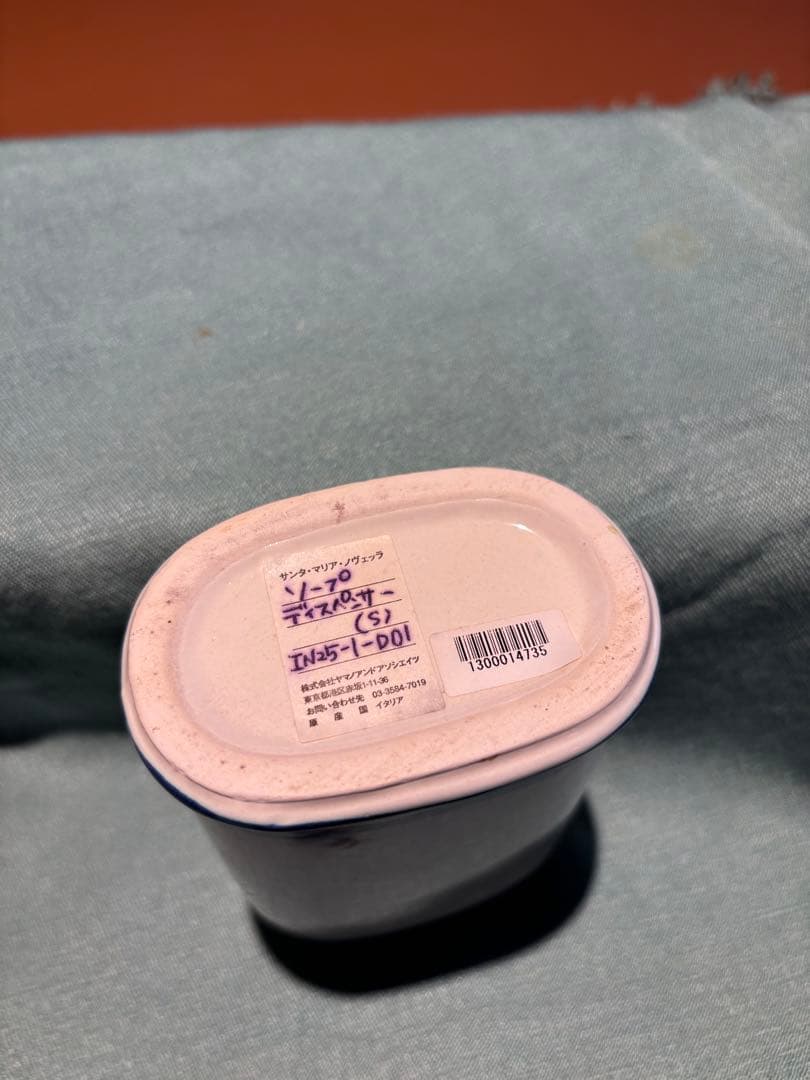 サンタ・マリア・ノヴェッラ
ソープ
ディスペンサー
(S)
IN25-1-D01
株式会社ヤマノアンドアソシエイツ
東京都港区赤坂1-11-36
お問い合わせ先 03-3584-7019
原産国 イタリア
1300014735